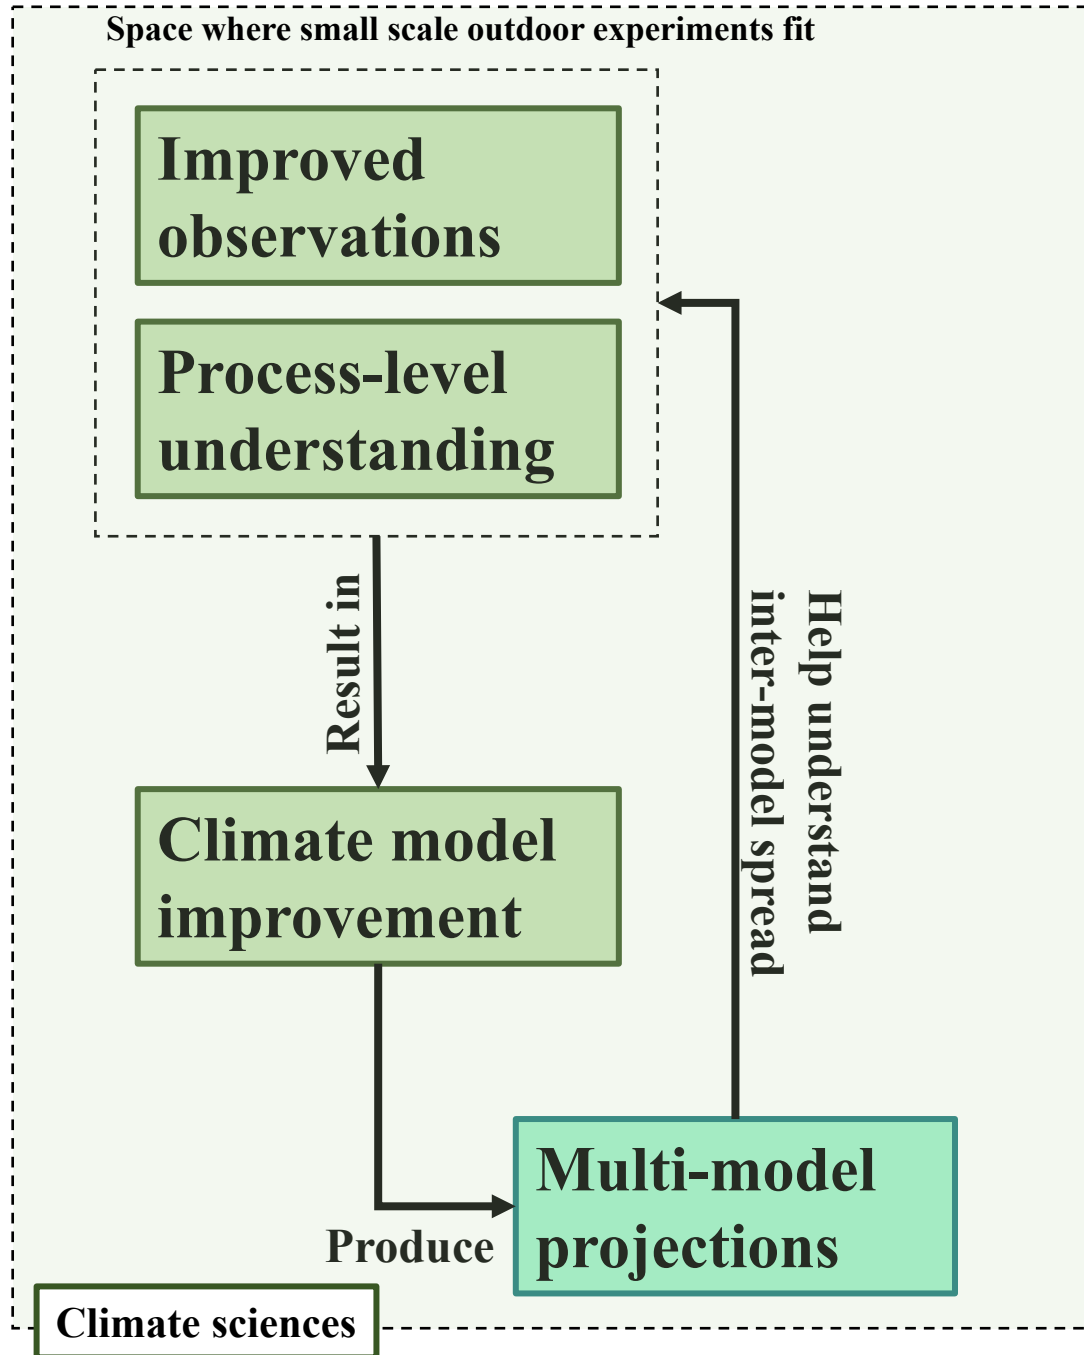 Space where small scale outdoor experiments fit
Improved
observations
Process-level
understanding
Result in
Help understand
inter-model spread
Climate model
improvement
Produce
Multi-model
projections
Climate sciences